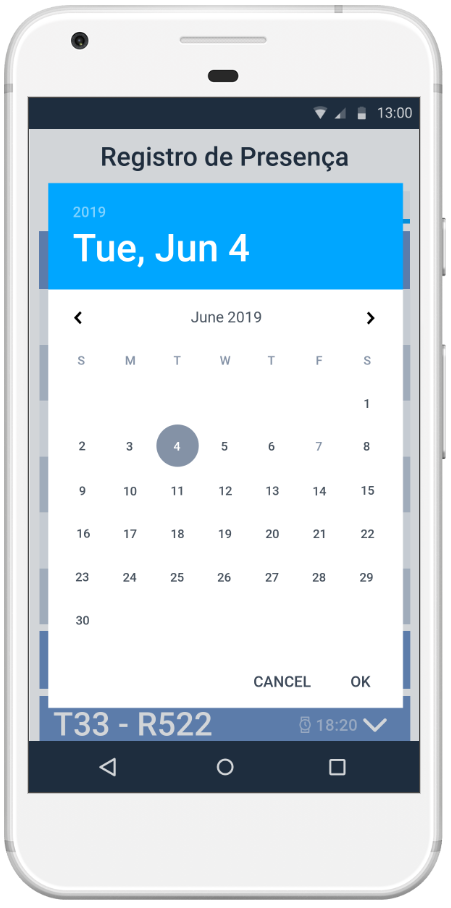 13:00
Registro de Presença
2019
Tue, Jun 4
June 2019
S M T W T F S
1
2 3 4 5 6 7 8
9 10 11 12 13 14 15
16 17 18 19 20 21 22
23 24 25 26 27 28 29
30
CANCEL OK
T33 - R522 18:20